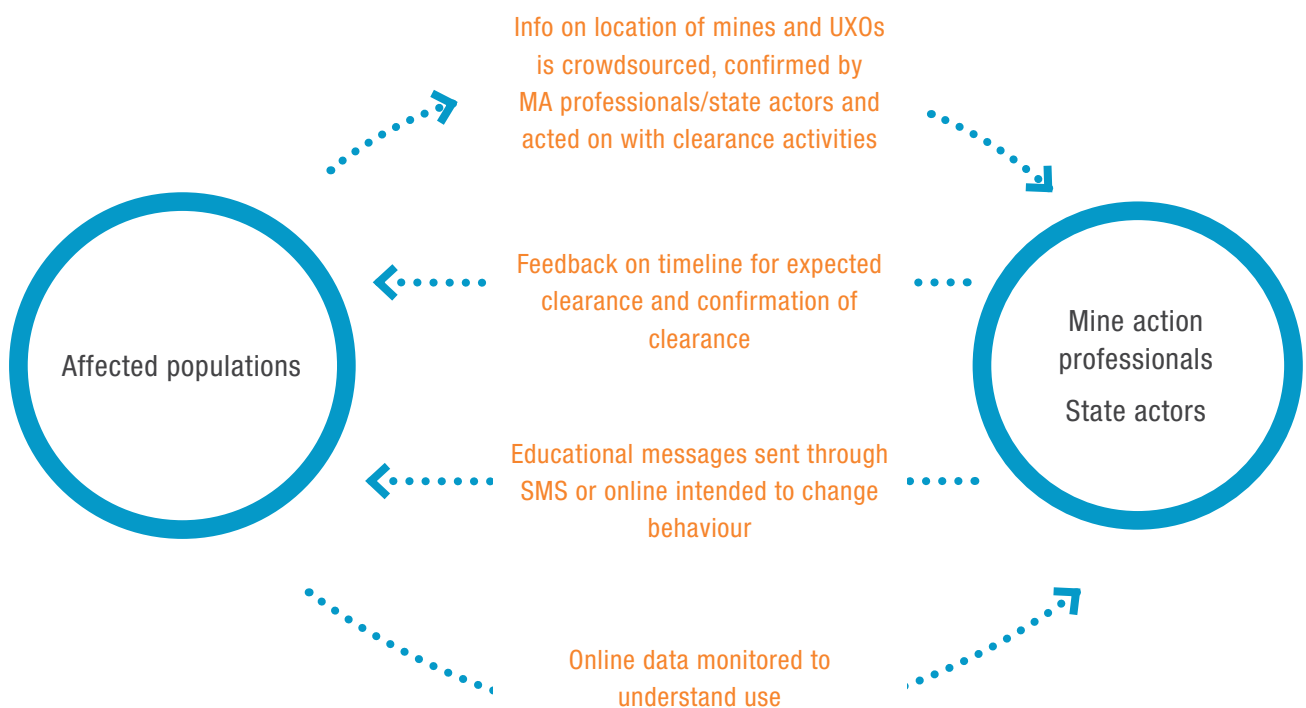 Info on location of mines and UXOs
is crowdsourced, confirmed by
MA professionals/state actors and
acted on with clearance activities
Affected populations
Feedback on timeline for expected
clearance and confirmation of
clearance
Mine action
professionals
State actors
Educational messages sent through
SMS or online intended to change
behaviour
Online data monitored to
understand use